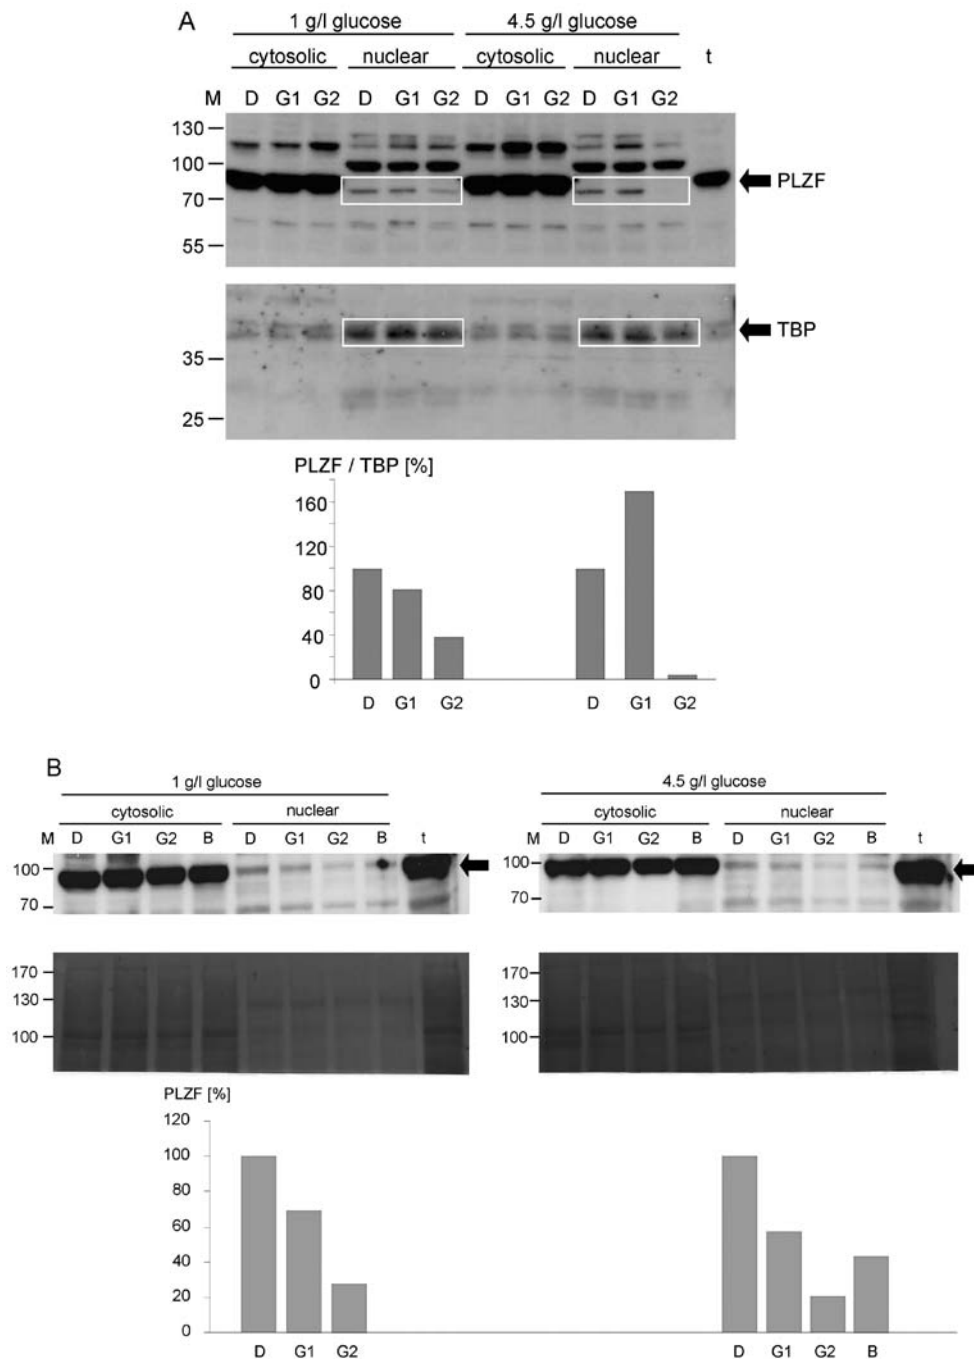 A
1 g/l glucose 4.5 g/l glucose
cytosolic nuclear cytosolic nuclear t
M D G1 G2 D G1 G2 D G1 G2 D G1 G2
130
100
PLZF
70
55
TBP
35
25
PLZF / TBP [%]
160
120
80
40
0
D G1 G2 D G1 G2
B
1 g/l glucose 4.5 g/l glucose
cytosolic nuclear cytosolic nuclear
M D G1 G2 B D G1 G2 B t M D G1 G2 B D G1 G2 B t
100 100
70 70
170 170
130 130
100 100
PLZF [%]
120
100
80
60
40
20
0
D G1 G2 D G1 G2 B